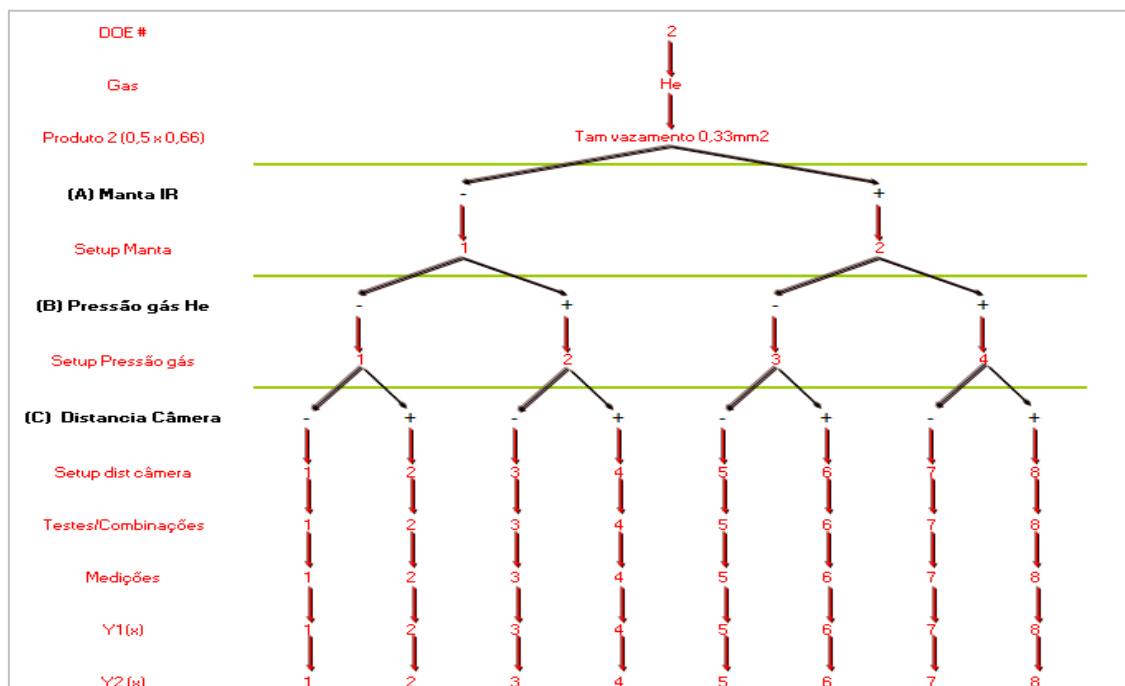 DOE # 2
Gas He
Produto 2 (0,5 x 0,66) Tam vazamento 0,33mm2
(A) Manta IR - +
Setup Manta 1 2
(B) Pressão gás He - + - +
Setup Pressão gás 1 2 3 4
(C) Distancia Câmera - + - + - + - +
Setup dist câmera 1 2 3 4 5 6 7 8
Testes/Combinações 1 2 3 4 5 6 7 8
Medições 1 2 3 4 5 6 7 8
Y1(x) 1 2 3 4 5 6 7 8
Y2(x) 1 2 3 4 5 6 7 8